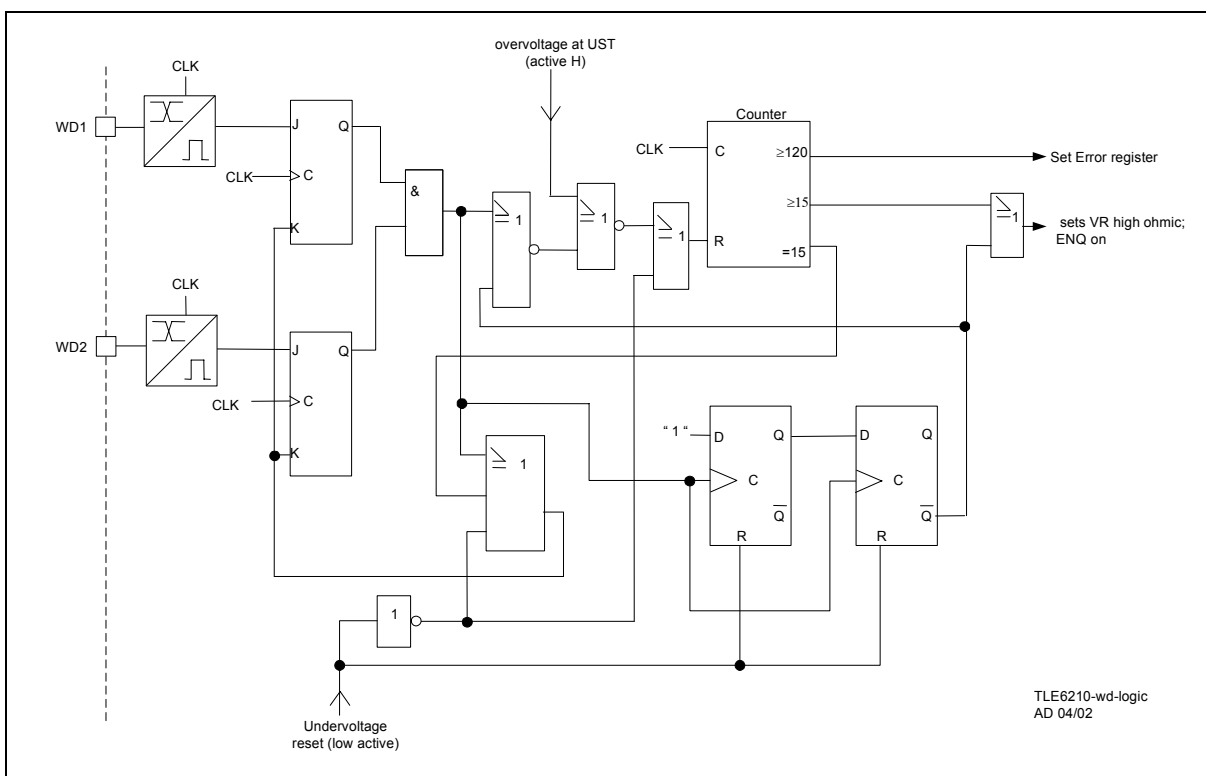 overvoltage at UST
(active H)
CLK
WD1
J
Q
CLK
C
K
&
≥ 1
≥ 1
≥ 1
Counter
CLK
C
≥120
≥15
R
=15
Set Error register
≥1
sets VR high ohmic;
ENQ on
CLK
WD2
J
Q
CLK
C
K
≥ 1
" 1 "
D
Q
C
Q
R
D
Q
C
Q
R
1
Undervoltage
reset (low active)
TLE6210-wd-logic
AD 04/02